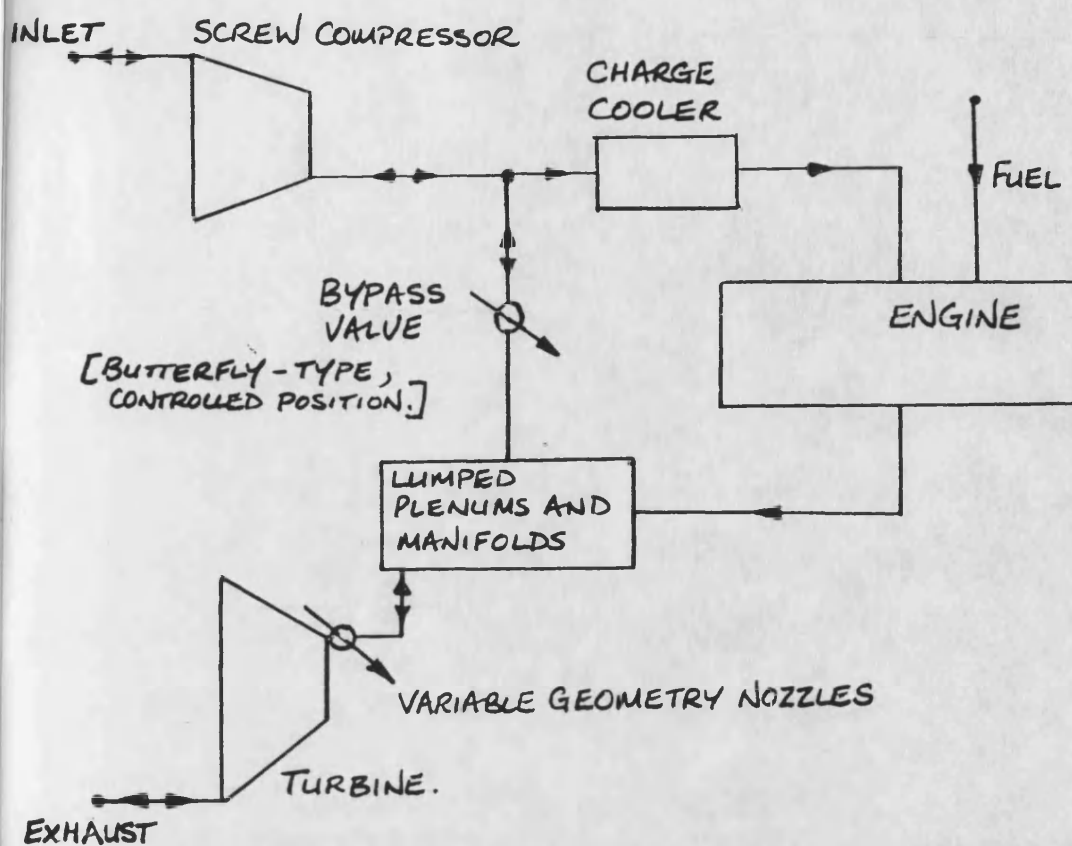 INLET
SCREW COMPRESSOR
CHARGE
COOLER
FUEL
BYPASS
VALVE
[BUTTERFLY-TYPE,
CONTROLLED POSITION.]
ENGINE
LUMPED
PLENUMS AND
MANIFOLDS
VARIABLE GEOMETRY NOZZLES
TURBINE.
EXHAUST